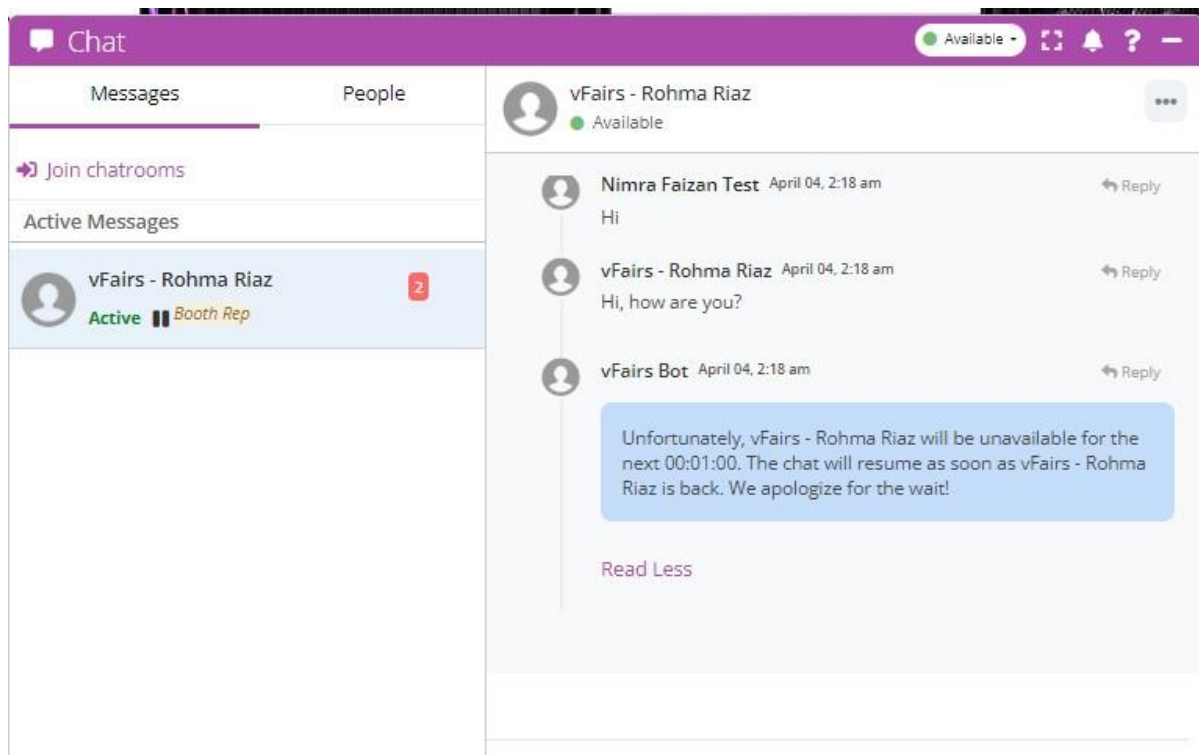 Chat
Available
Messages
People
Join chatrooms
Active Messages
vFairs - Rohma Riaz
2
Active
Booth Rep
vFairs - Rohma Riaz
Available
Nimra Faizan Test April 04, 2:18 am
Reply
Hi
vFairs - Rohma Riaz April 04, 2:18 am
Reply
Hi, how are you?
vFairs Bot April 04, 2:18 am
Reply
Unfortunately, vFairs - Rohma Riaz will be unavailable for the
next 00:01:00. The chat will resume as soon as vFairs - Rohma
Riaz is back. We apologize for the wait!
Read Less